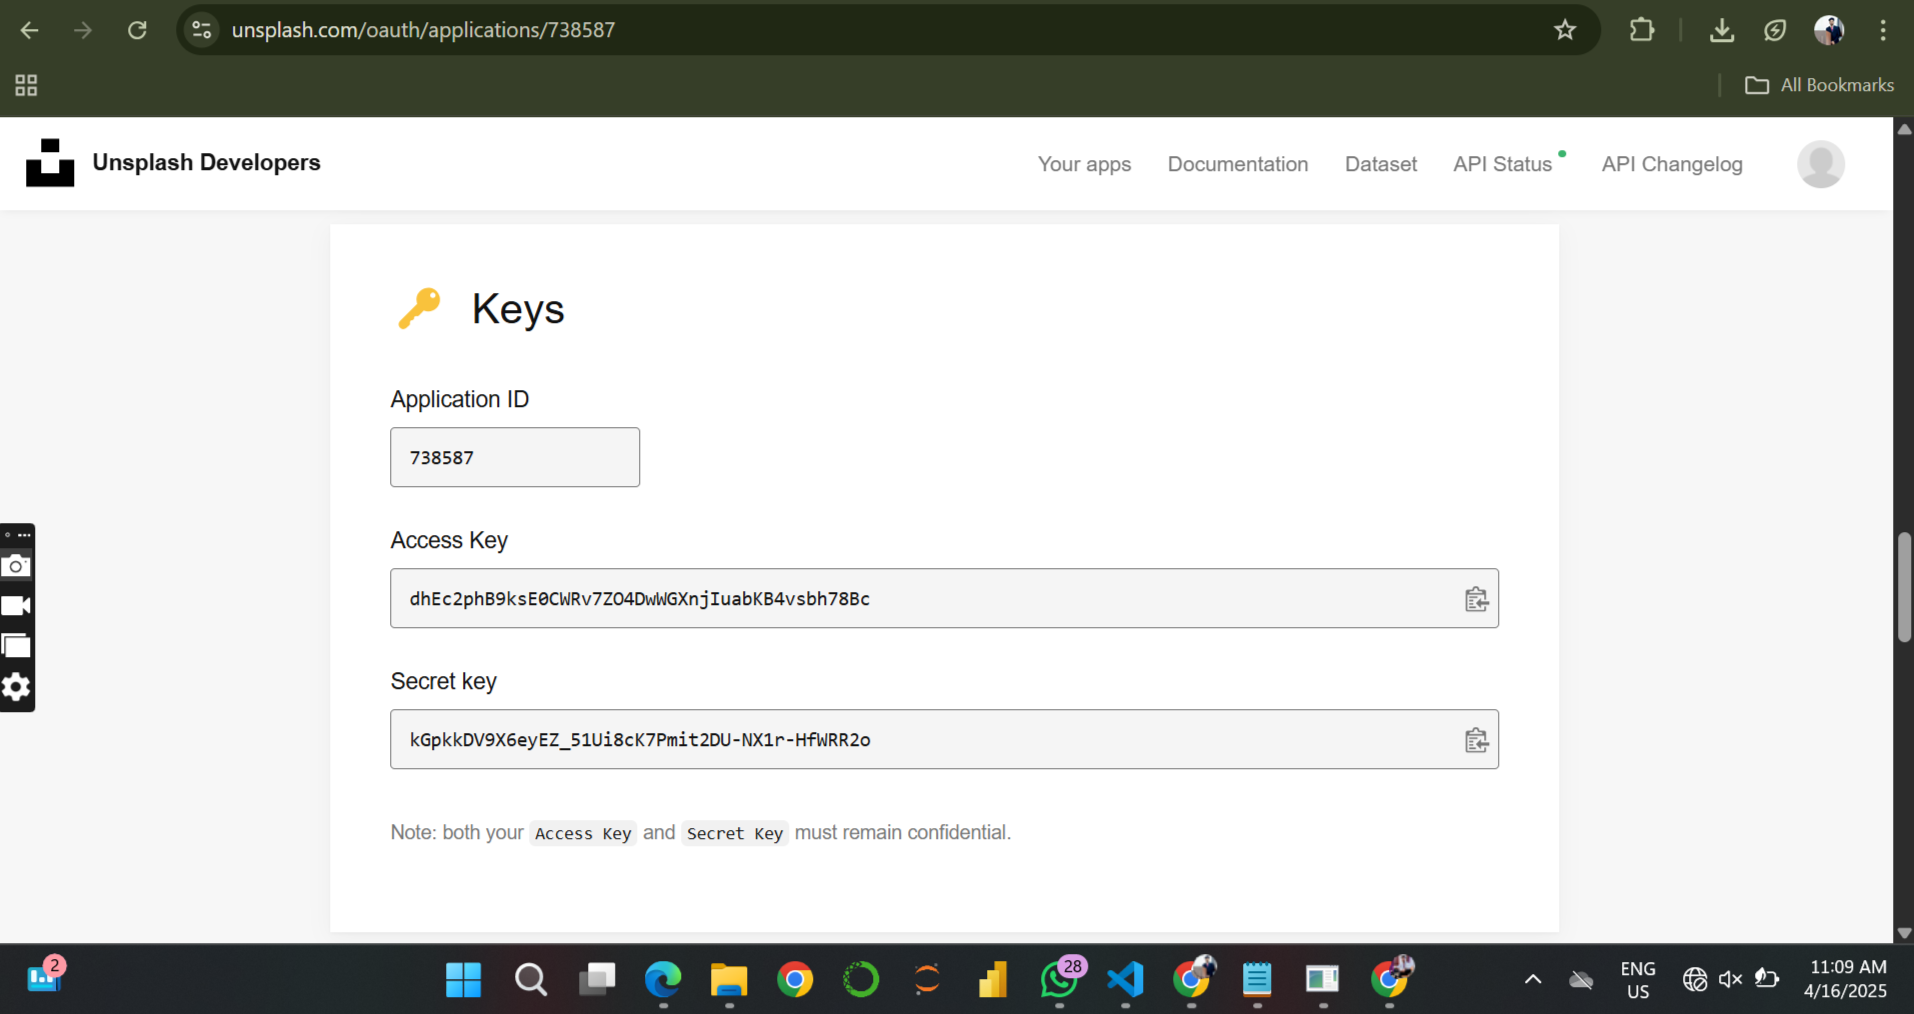 unsplash.com/oauth/applications/738587
All Bookmarks
Unsplash Developers
Your apps
Documentation
Dataset
API Status
API Changelog
Keys
Application ID
738587
Access Key
dhEc2phB9ksE0CWRv7ZO4DwWGXnjIuabKB4vsbh78Bc
Secret key
kGpkkDV9X6eyEZ_51Ui8cK7Pmit2DU-NX1r-HfWRR2o
Note: both your Access Key and Secret Key must remain confidential.
2
28
ENG
US
11:09 AM
4/16/2025